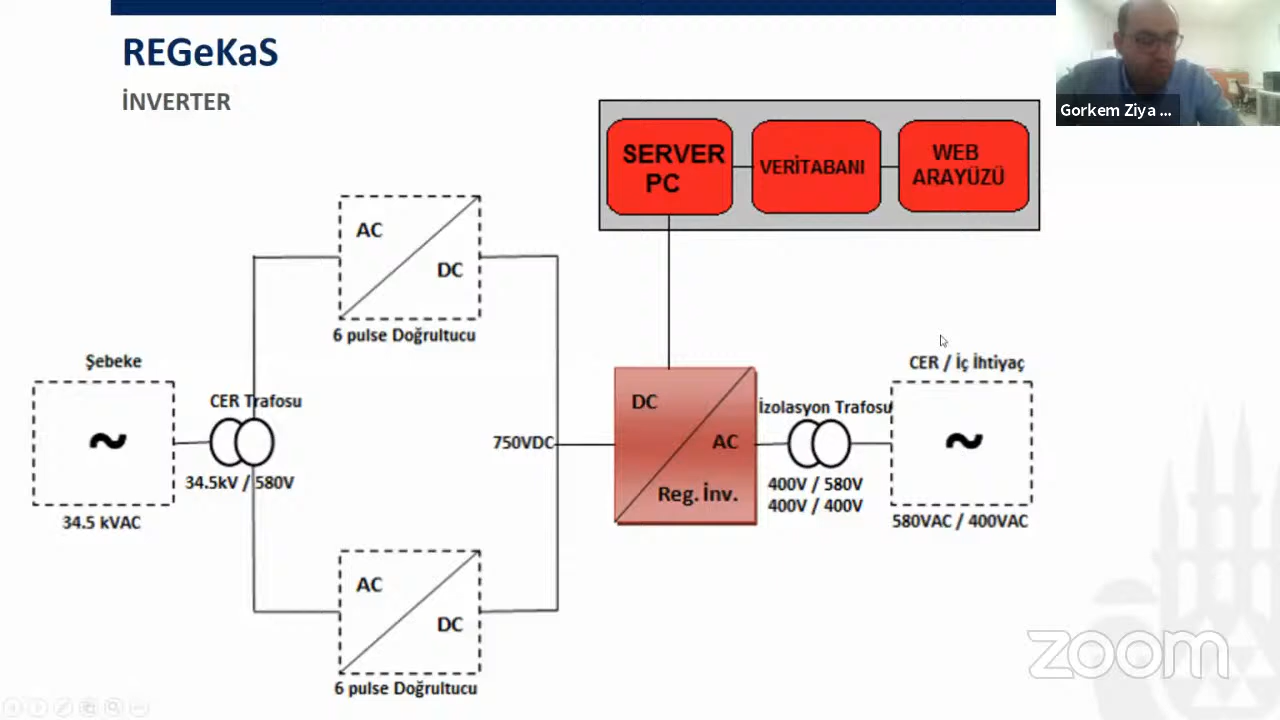 REGeKaS
İNVERTER
Gorkem Ziya ...
SERVER
PC
VERİTABANI
WEB
ARAYÜZÜ
AC
DC
6 pulse Doğrultucu
Şebeke
~
34.5 kVAC
CER Trafosu
34.5kV / 580V
750VDC
DC
AC
Reg. İnv.
İzolasyon Trafosu
400V / 580V
400V / 400V
CER / İç İhtiyaç
~
580VAC / 400VAC
AC
DC
6 pulse Doğrultucu
zoom